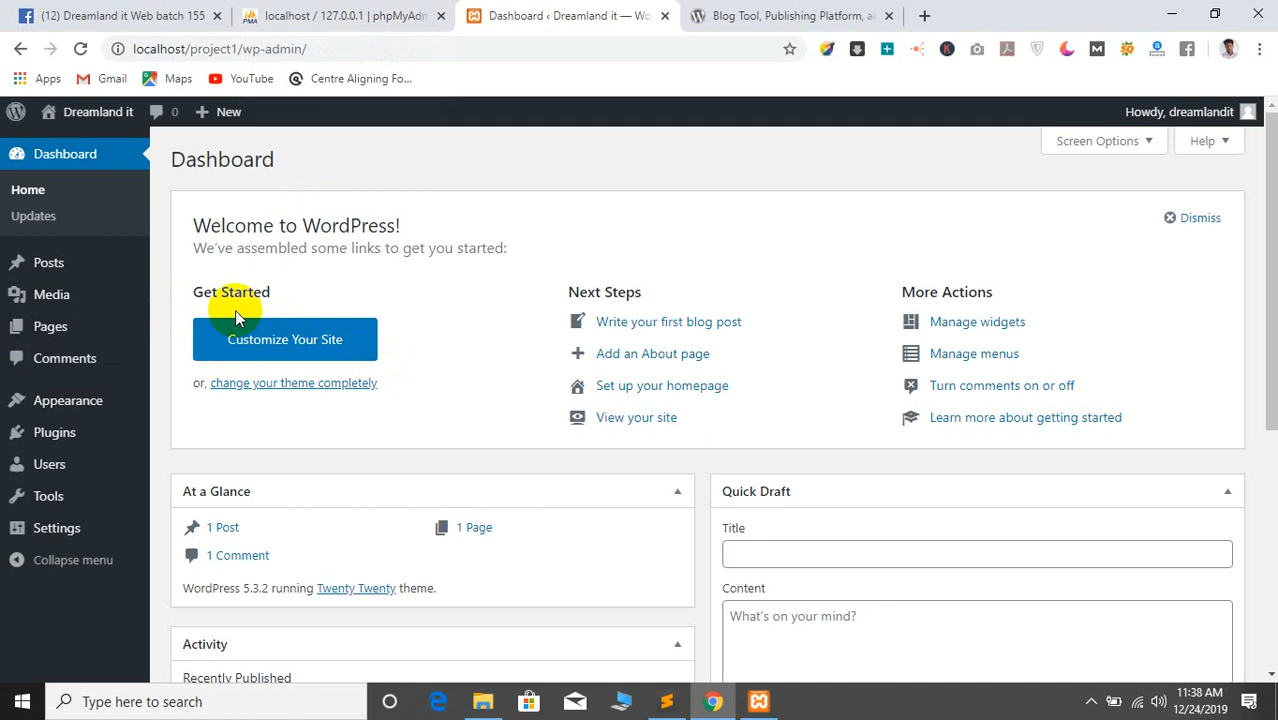 (12) Dreamland it Web batch 155
localhost / 127.0.0.1 | phpMyAdm
Dashboard ‹ Dreamland it — Wo
Blog Tool, Publishing Platform, a
localhost/project1/wp-admin/
Apps
Gmail
Maps
YouTube
Centre Aligning Fo...
Dreamland it
0
New
Howdy, dreamlandit
Dashboard
Home
Updates
Posts
Media
Pages
Comments
Appearance
Plugins
Users
Tools
Settings
Collapse menu
Screen Options
Help
Dashboard
Welcome to WordPress!
Dismiss
We've assembled some links to get you started:
Get Started
Customize Your Site
or, change your theme completely
Next Steps
Write your first blog post
Add an About page
Set up your homepage
View your site
More Actions
Manage widgets
Manage menus
Turn comments on or off
Learn more about getting started
At a Glance
1 Post
1 Page
1 Comment
WordPress 5.3.2 running Twenty Twenty theme.
Activity
Recently Published
Quick Draft
Title
Content
What's on your mind?
Type here to search
11:38 AM
12/24/2019